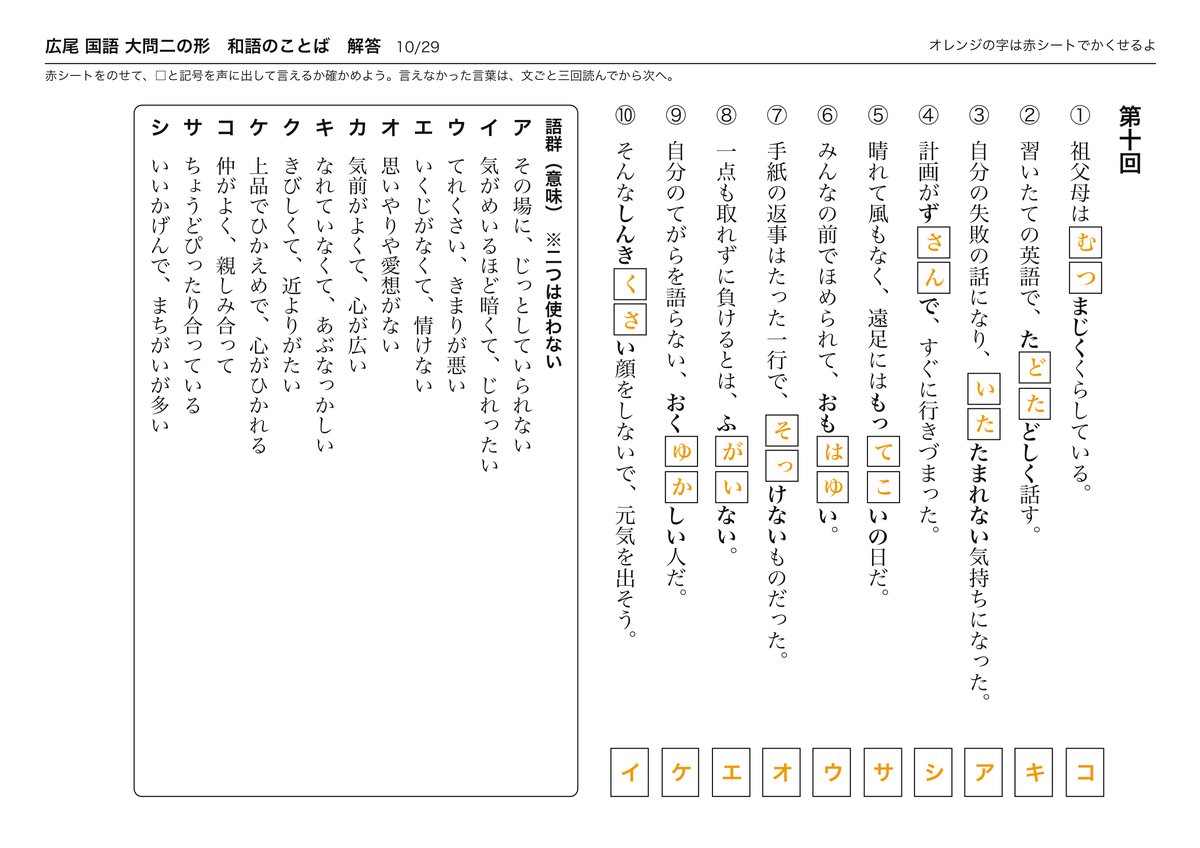 広尾 国語 大問二の形　和語のことば　解答　10/29
オレンジの字は赤シートでかくせるよ
赤シートをのせて、□と記号を声に出して言えるか確かめよう。言えなかった言葉は、文ごと三回読んでから次へ。
第十回
① 祖父母はむつまじくくらしている。 コ
② 習いたての英語で、たどたどしく話す。 キ
③ 自分の失敗の話になり、いたたまれない気持ちになった。 ア
④ 計画がずさんで、すぐに行きづまった。 シ
⑤ 晴れて風もなく、遠足にはもってこいの日だ。 サ
⑥ みんなの前でほめられて、おもはゆい。 ウ
⑦ 手紙の返事はたった一行で、そっけないものだった。 オ
⑧ 一点も取れずに負けるとは、ふがいない。 エ
⑨ 自分のてがらを語らない、おくゆかしい人だ。 ケ
⑩ そんなしんきくさい顔をしないで、元気を出そう。 イ
語群（意味）　※二つは使わない
ア　その場に、じっとしていられない
イ　気がめいるほど暗くて、じれったい
ウ　てれくさい、きまりが悪い
エ　いくじがなくて、情けない
オ　思いやりや愛想がない
カ　気前がよくて、心が広い
キ　なれていなくて、あぶなっかしい
ク　きびしくて、近よりがたい
ケ　上品でひかえめで、心がひかれる
コ　仲がよく、親しみ合って
サ　ちょうどぴったり合っている
シ　いいかげんで、まちがいが多い